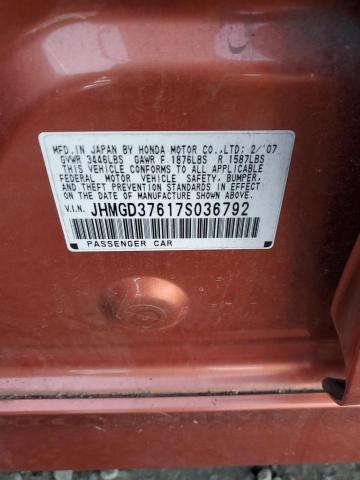 MFD.IN JAPAN BY HONDA MOTOR CO.,LTD: 2/'07
GVWR 3446LBS GAWR F 1876LBS R 1587LBS
THIS VEHICLE CONFORMS TO ALL APPLICABLE
FEDERAL MOTOR VEHICLE SAFETY, BUMPER,
AND THEFT PREVENTION STANDARDS IN EFFECT
ON THE DATE OF MANUFACTURE SHOWN ABOVE.
V.I.N. JHMGD37617S036792
PASSENGER CAR